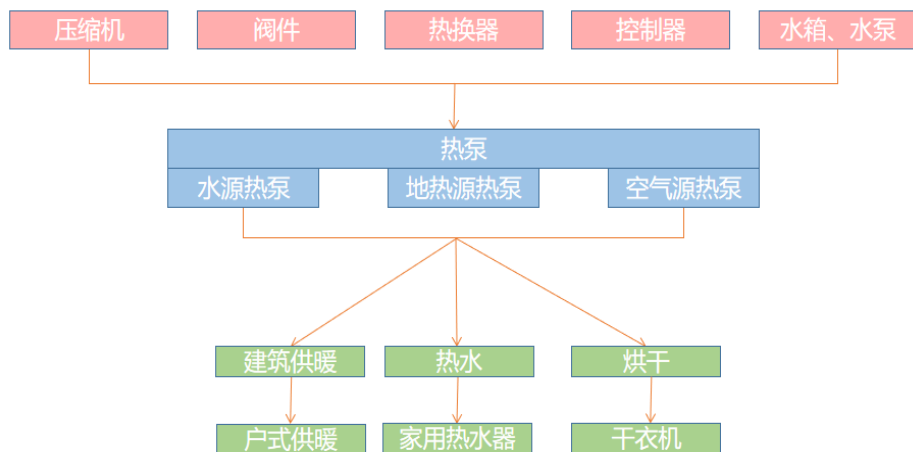 压缩机 阀件 热换器 控制器 水箱、水泵
热泵
水源热泵 地热源热泵 空气源热泵
建筑供暖 热水 烘干
户式供暖 家用热水器 干衣机